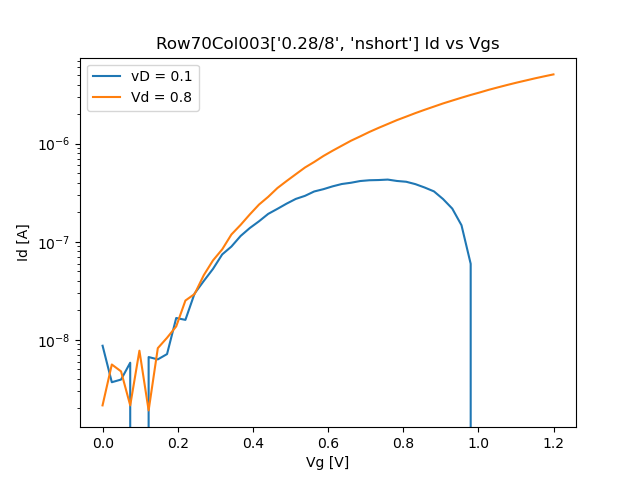 Row70Col003['0.28/8', 'nshort'] Id vs Vgs
vD = 0.1
Vd = 0.8
10⁻⁶
10⁻⁷
10⁻⁸
Id [A]
0.0 0.2 0.4 0.6 0.8 1.0 1.2
Vg [V]